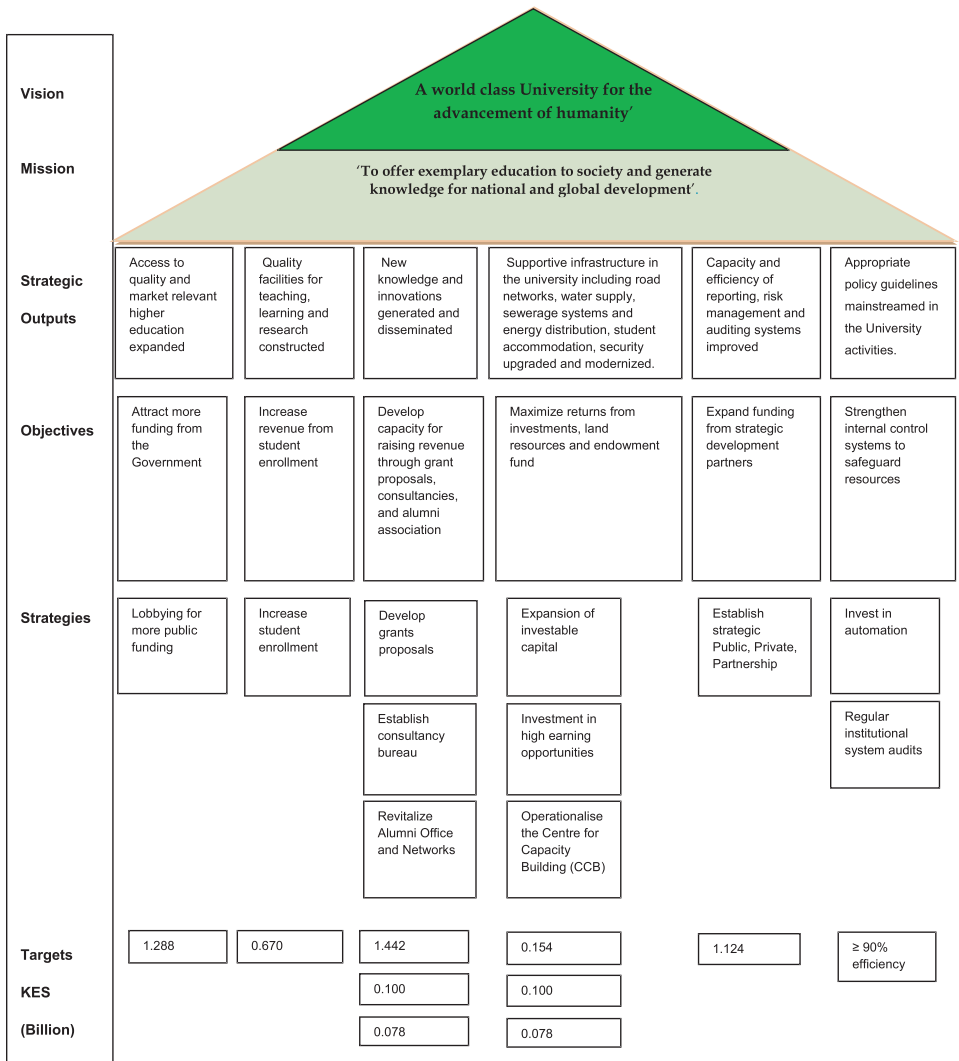 Vision
A world class University for the
advancement of humanity’
Mission
‘To offer exemplary education to society and generate
knowledge for national and global development’.
Strategic
Outputs
Access to
quality and
market relevant
higher
education
expanded
Quality
facilities for
teaching,
learning and
research
constructed
New
knowledge and
innovations
generated and
disseminated
Supportive infrastructure in
the university including road
networks, water supply,
sewerage systems and
energy distribution, student
accommodation, security
upgraded and modernized.
Capacity and
efficiency of
reporting, risk
management and
auditing systems
improved
Appropriate
policy guidelines
mainstreamed in
the University
activities.
Objectives
Attract more
funding from
the
Government
Increase
revenue from
student
enrollment
Develop
capacity for
raising revenue
through grant
proposals,
consultancies,
and alumni
association
Maximize returns from
investments, land
resources and endowment
fund
Expand funding
from strategic
development
partners
Strengthen
internal control
systems to
safeguard
resources
Strategies
Lobbying for
more public
funding
Increase
student
enrollment
Develop
grants
proposals
Expansion of
investable
capital
Establish
strategic
Public, Private,
Partnership
Invest in
automation
Establish
consultancy
bureau
Investment in
high earning
opportunities
Regular
institutional
system audits
Revitalize
Alumni Office
and Networks
Operationalise
the Centre for
Capacity
Building (CCB)
Targets
KES
(Billion)
1.288
0.670
1.442
0.154
1.124
≥ 90%
efficiency
0.100
0.100
0.078
0.078